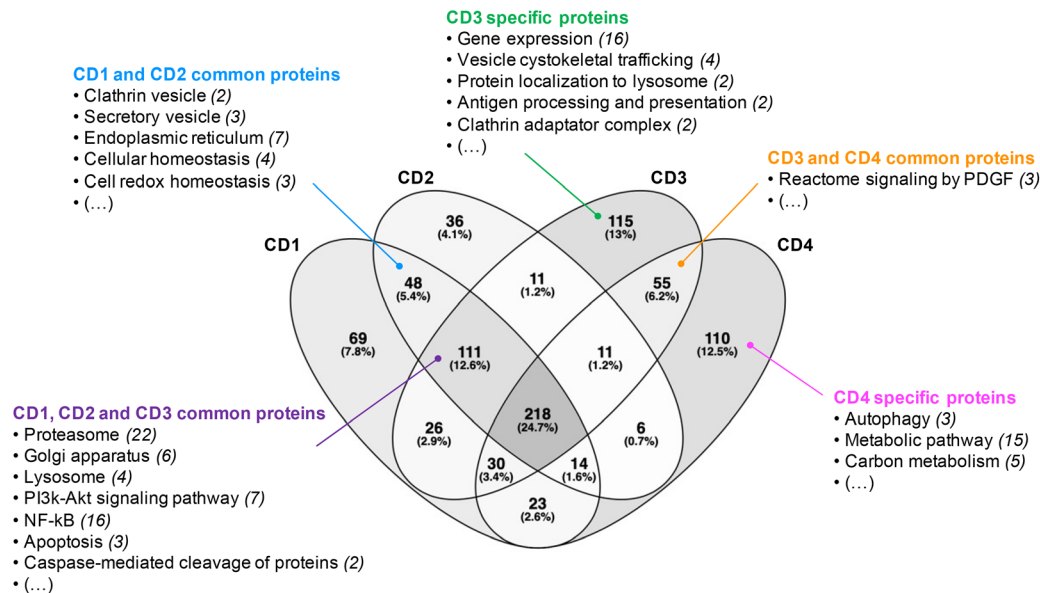 CD3 specific proteins
• Gene expression (16)
• Vesicle cystokeletal trafficking (4)
• Protein localization to lysosome (2)
• Antigen processing and presentation (2)
• Clathrin adaptator complex (2)
• (…)
CD1 and CD2 common proteins
• Clathrin vesicle (2)
• Secretory vesicle (3)
• Endoplasmic reticulum (7)
• Cellular homeostasis (4)
• Cell redox homeostasis (3)
• (…)
CD3 and CD4 common proteins
• Reactome signaling by PDGF (3)
• (…)
CD2
CD3
CD1
CD4
36
(4.1%)
115
(13%)
48
(5.4%)
11
(1.2%)
55
(6.2%)
69
(7.8%)
111
(12.6%)
11
(1.2%)
110
(12.5%)
218
(24.7%)
26
(2.9%)
6
(0.7%)
30
(3.4%)
14
(1.6%)
23
(2.6%)
CD1, CD2 and CD3 common proteins
• Proteasome (22)
• Golgi apparatus (6)
• Lysosome (4)
• PI3k-Akt signaling pathway (7)
• NF-kB (16)
• Apoptosis (3)
• Caspase-mediated cleavage of proteins (2)
• (…)
CD4 specific proteins
• Autophagy (3)
• Metabolic pathway (15)
• Carbon metabolism (5)
• (…)